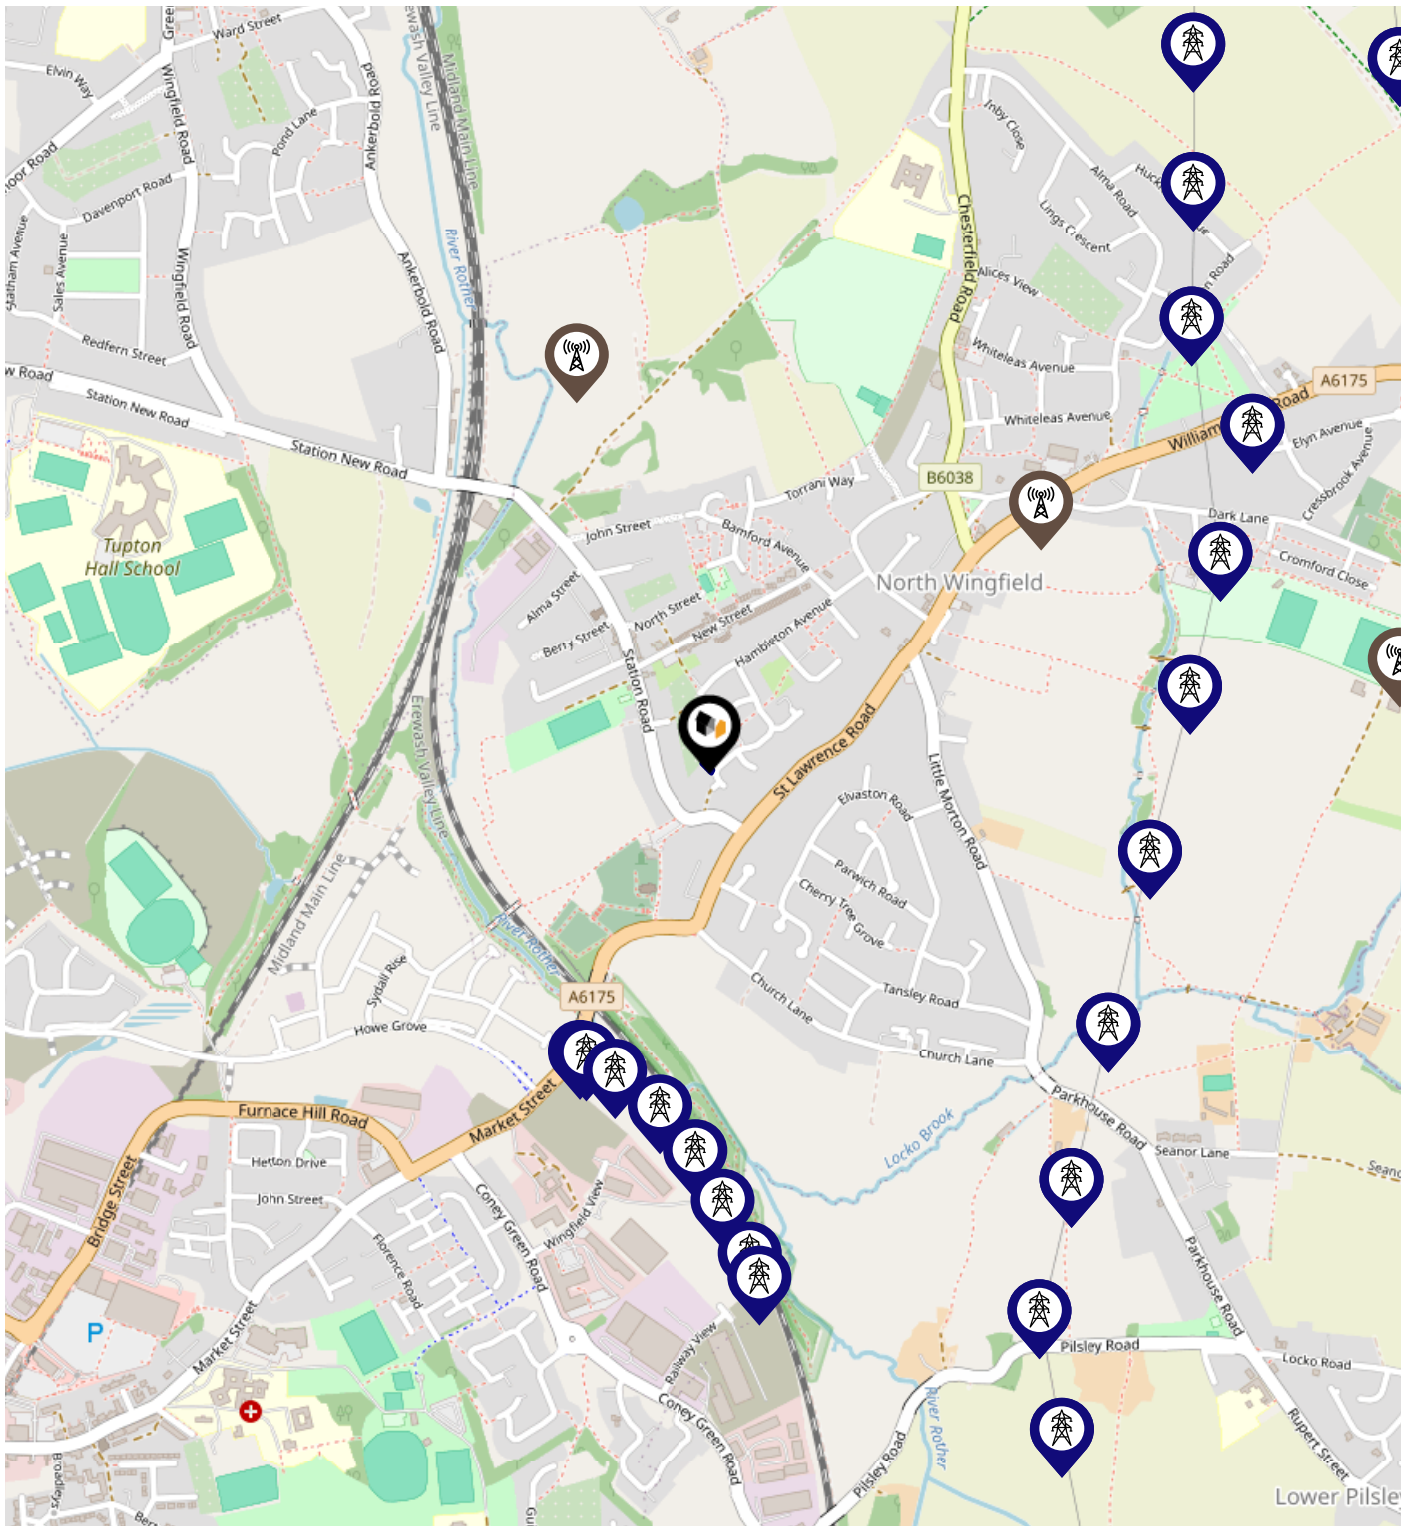 Ward Street
Elvin Way
Wingfield Road
Pond Lane
Ankerbold Road
Ankerbold Road
Erewash Valley Line
Midland Main Line
Davenport Road
Sales Avenue
Wingfield Road
Redfern Street
Station New Road
Station New Road
Ankerbold Road
River Rother
Inby Close
Alma Road
Lings Crescent
Chesterfield Road
Alices View
Whiteleas Avenue
Whiteleas Avenue
A6175
Road
Elyn Avenue
Cressbrook Avenue
B6038
Torrani Way
John Street
Bamford Avenue
Dark Lane
Cromford Close
Tupton
Hall School
North Wingfield
Alma Street
North Street
New Street
Berry Street
Hambleton Avenue
Station Road
St Lawrence Road
Little Morton Road
Erewash Valley Line
Elvaston Road
Parwich Road
Cherry Tree Grove
Midland Main Line
River Rother
Sydall Rise
A6175
Church Lane
Tansley Road
Howe Grove
Church Lane
Parkhouse Road
Furnace Hill Road
Market Street
Locko Brook
Seanor Lane
Hetton Drive
John Street
Bridge Street
Coney Green Road
Wingfield View
Florence Road
Parkhouse Road
P
Market Street
Railway View
Pilsley Road
Locko Road
Coney Green Road
River Rother
Rupert Street
Pilsley Road
Broadleys
Lower Pilsley